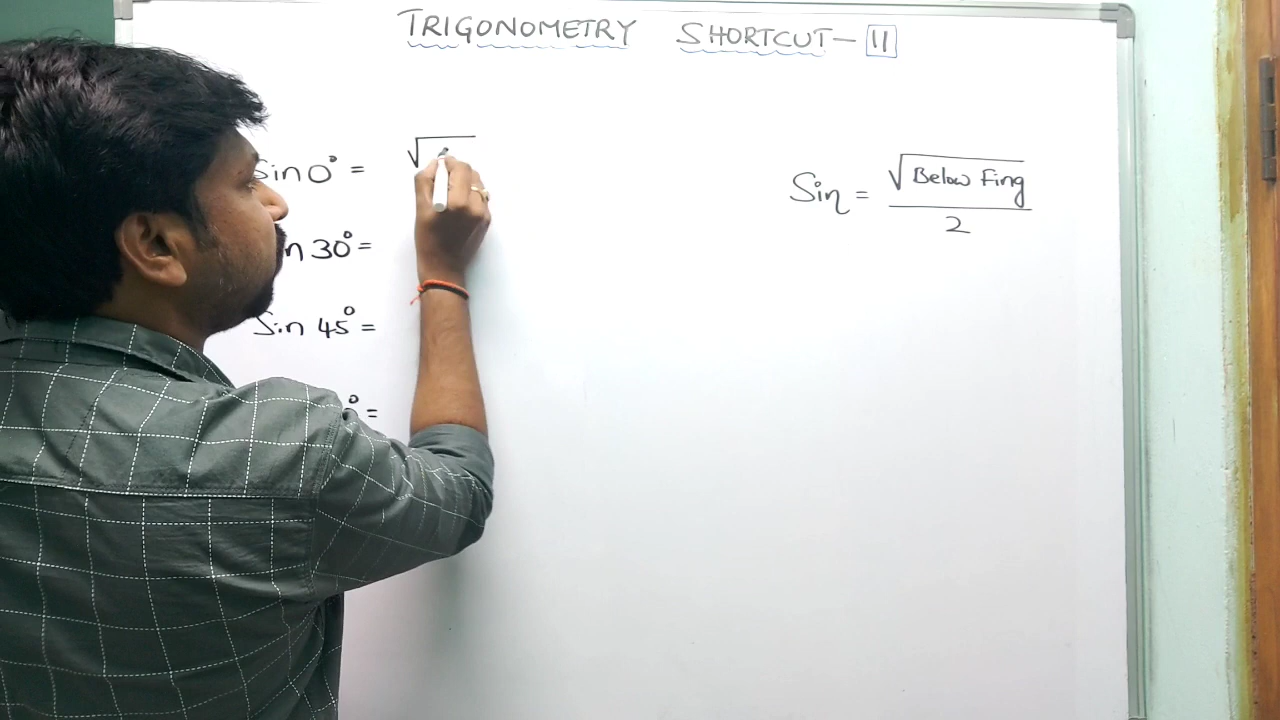 TRIGONOMETRY SHORTCUT - 11
Sin 0° = √
Sin = √Below Fing / 2
n 30° =
Sin 45° =
° =